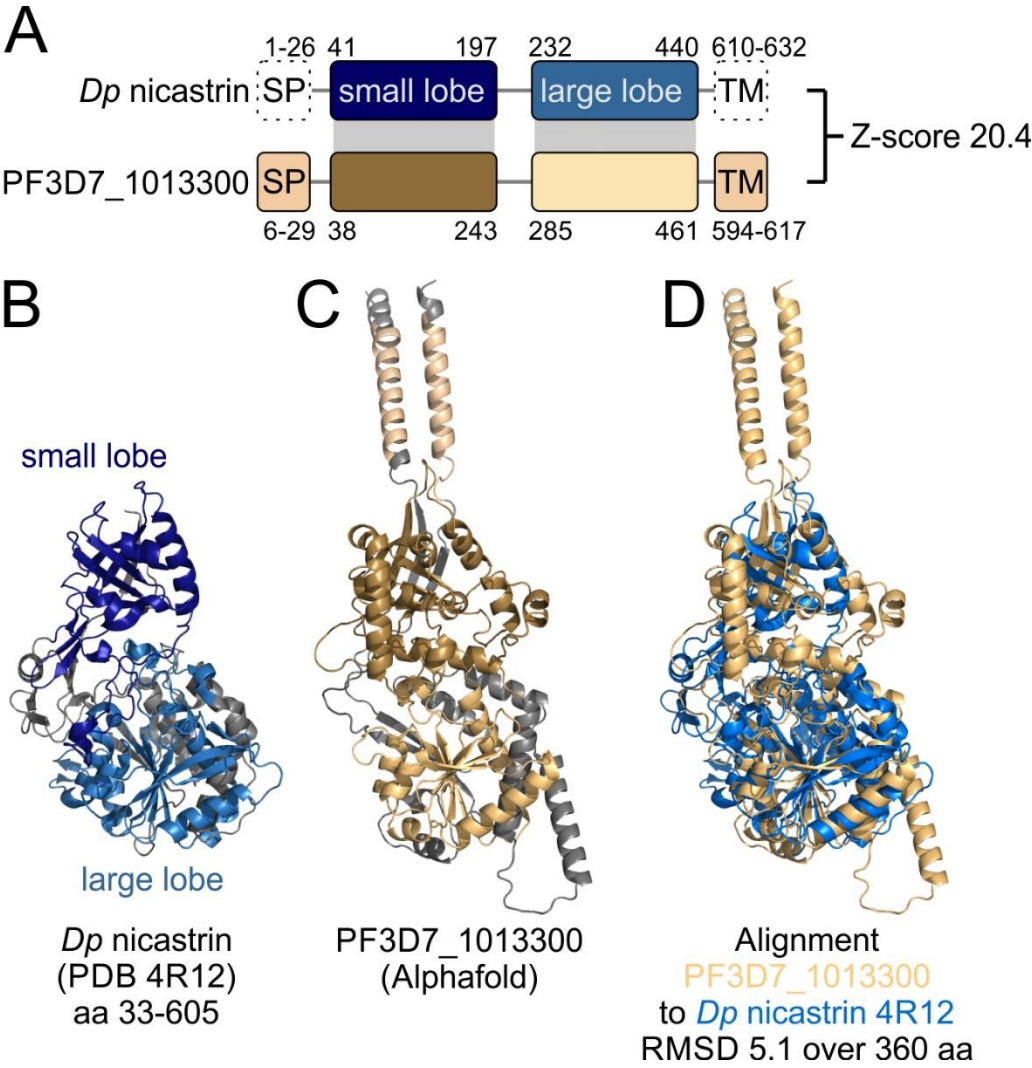 A
1-26 41 197 232 440 610-632
Dp nicastrin SP small lobe large lobe TM
Z-score 20.4
PF3D7_1013300 SP TM
6-29 38 243 285 461 594-617
B C D
small lobe
large lobe
Dp nicastrin
(PDB 4R12)
aa 33-605
PF3D7_1013300
(Alphafold)
Alignment
PF3D7_1013300
to Dp nicastrin 4R12
RMSD 5.1 over 360 aa